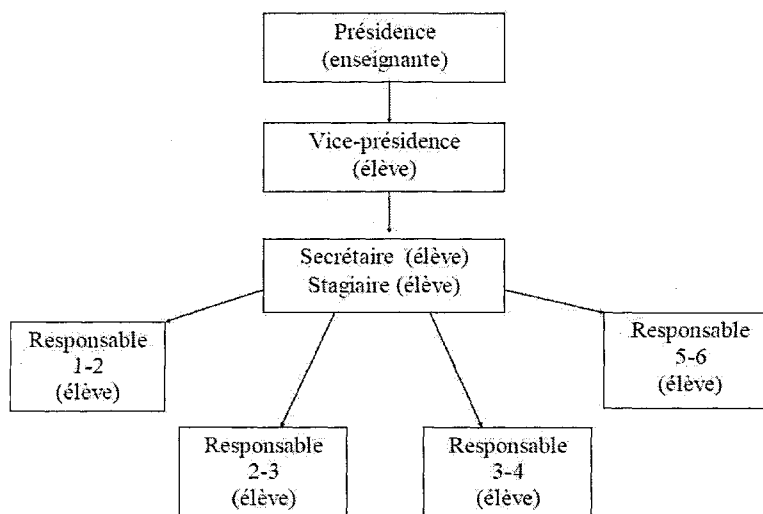 Présidence
(enseignante)
Vice-présidence
(élève)
Secrétaire (élève)
Stagiaire (élève)
Responsable
1-2
(élève)
Responsable
5-6
(élève)
Responsable
2-3
(élève)
Responsable
3-4
(élève)